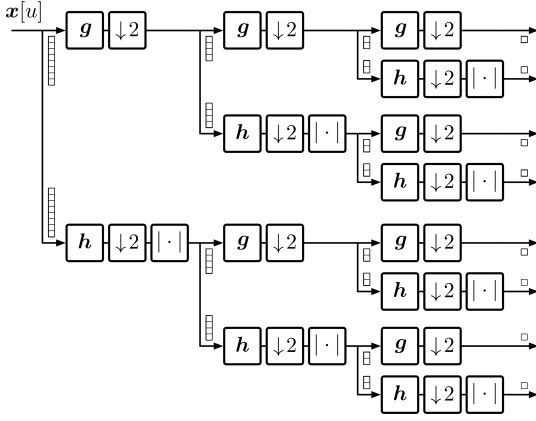 x[u]
g ↓2 g ↓2 g ↓2
h ↓2 |·|
h ↓2 |·| g ↓2
h ↓2 |·|
h ↓2 |·| g ↓2 g ↓2
h ↓2 |·|
h ↓2 |·| g ↓2
h ↓2 |·|